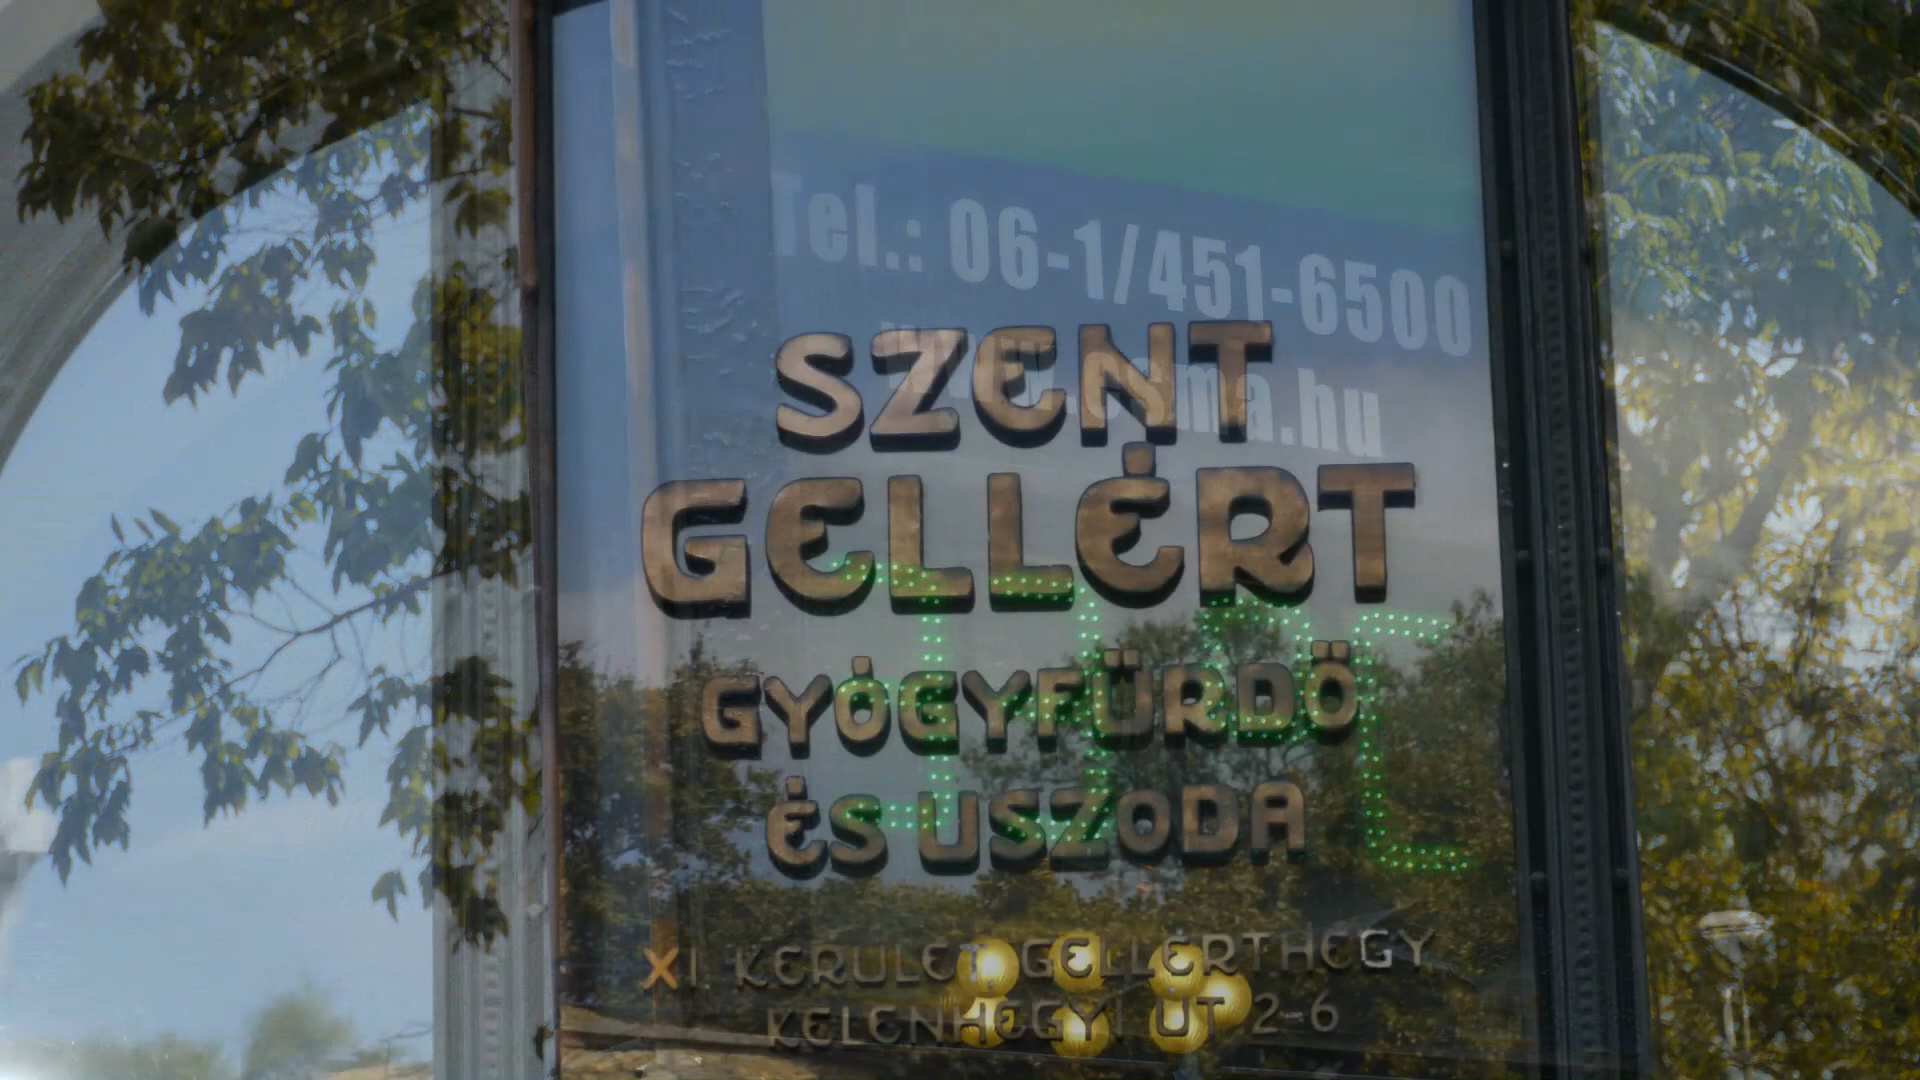 Tel.: 06-1/451-6500
SZENT
GELLÉRT
GYÓGYFÜRDŐ
ÉS USZODA
XI. KERÜLET, GELLÉRTHEGY
KELENHEGYI ÚT 2-6